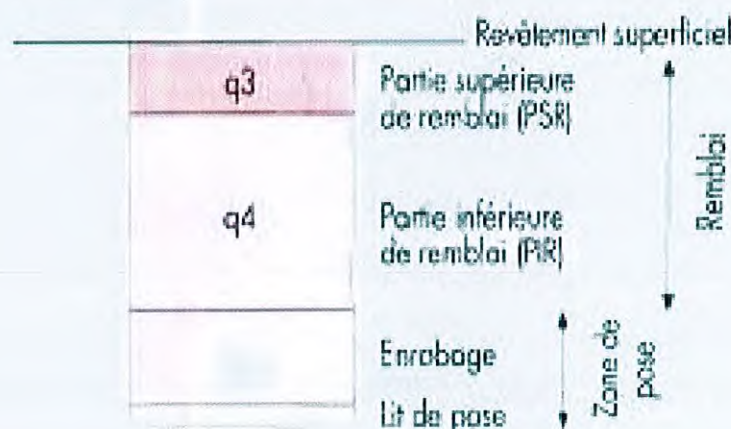 Revêtement superficiel
q3
Partie supérieure
de remblai (PSR)
q4
Partie inférieure
de remblai (PIR)
Remblai
Enrobage
Lit de pose
Zone de
pose